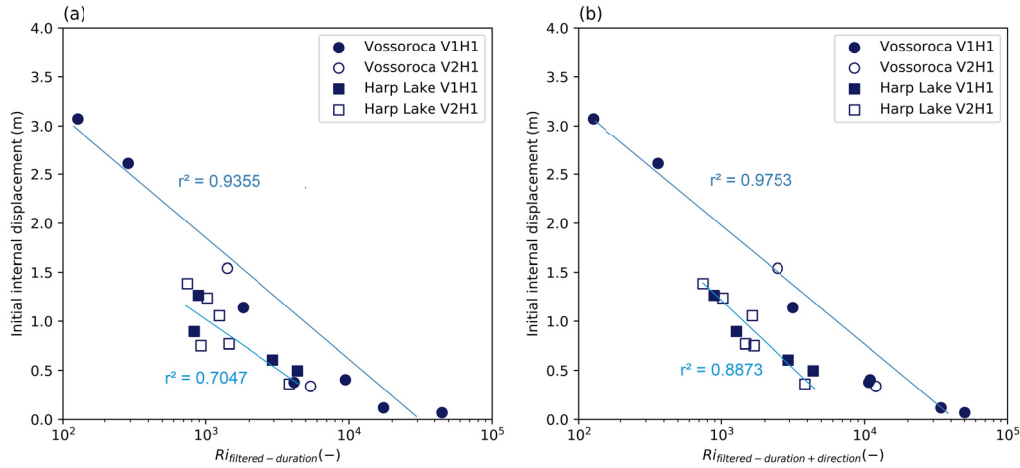 (a)
4.0
3.5
3.0
2.5
2.0
1.5
1.0
0.5
0.0
Initial internal displacement (m)
Vossoroca V1H1
Vossoroca V2H1
Harp Lake V1H1
Harp Lake V2H1
r² = 0.9355
r² = 0.7047
10² 10³ 10⁴ 10⁵
Ri_filtered−duration(−)
(b)
4.0
3.5
3.0
2.5
2.0
1.5
1.0
0.5
0.0
Initial internal displacement (m)
Vossoroca V1H1
Vossoroca V2H1
Harp Lake V1H1
Harp Lake V2H1
r² = 0.9753
r² = 0.8873
10² 10³ 10⁴ 10⁵
Ri_filtered−duration+direction(−)